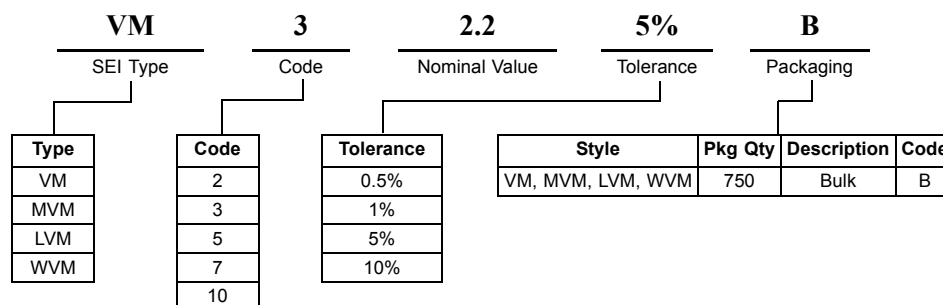 VM 3 2.2 5% B
SEI Type Code Nominal Value Tolerance Packaging
Type Code Tolerance Style Pkg Qty Description Code
VM 2 0.5% VM, MVM, LVM, WVM 750 Bulk B
MVM 3 1%
LVM 5 5%
WVM 7 10%
10